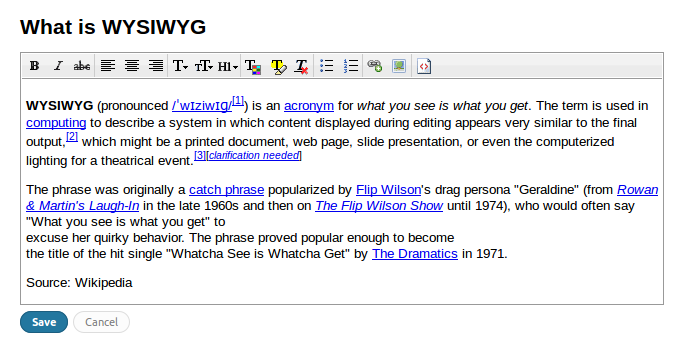 What is WYSIWYG
B I abc T T T H1 T T T
WYSIWYG (pronounced /ˈwɪziwɪɡ/[1]) is an acronym for what you see is what you get. The term is used in
computing to describe a system in which content displayed during editing appears very similar to the final
output,[2] which might be a printed document, web page, slide presentation, or even the computerized
lighting for a theatrical event.[3][clarification needed]
The phrase was originally a catch phrase popularized by Flip Wilson's drag persona "Geraldine" (from Rowan
& Martin's Laugh-In in the late 1960s and then on The Flip Wilson Show until 1974), who would often say
"What you see is what you get" to
excuse her quirky behavior. The phrase proved popular enough to become
the title of the hit single "Whatcha See is Whatcha Get" by The Dramatics in 1971.
Source: Wikipedia
Save Cancel